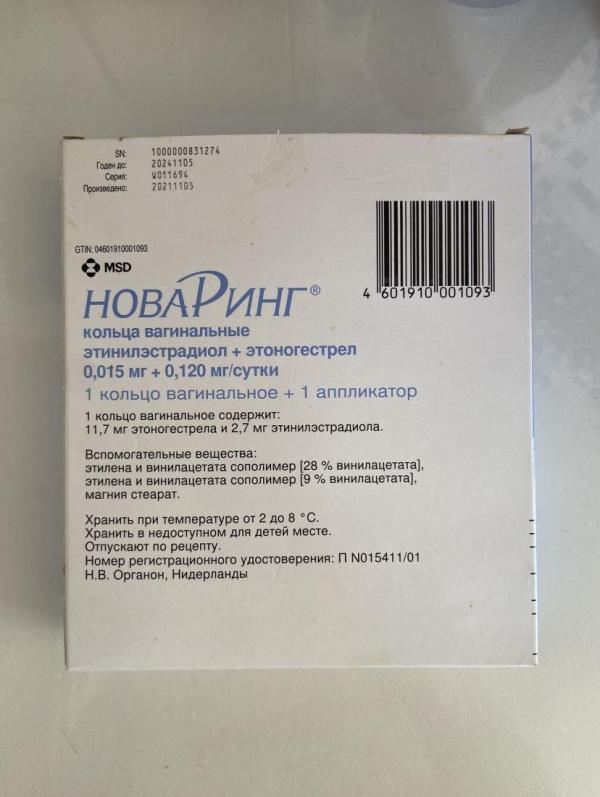 SN: 1000000831274
Годен до: 20241105
Серия: W011694
Произведено: 20211105
GTIN: 04601910001093
MSD
НОВАРИНГ®
4 601910 001093
кольца вагинальные
этинилэстрадиол + этоногестрел
0,015 мг + 0,120 мг/сутки
1 кольцо вагинальное + 1 аппликатор
1 кольцо вагинальное содержит:
11,7 мг этоногестрела и 2,7 мг этинилэстрадиола.
Вспомогательные вещества:
этилена и винилацетата сополимер [28 % винилацетата],
этилена и винилацетата сополимер [9 % винилацетата],
магния стеарат.
Хранить при температуре от 2 до 8 °С.
Хранить в недоступном для детей месте.
Отпускают по рецепту.
Номер регистрационного удостоверения: П N015411/01
Н.В. Органон, Нидерланды